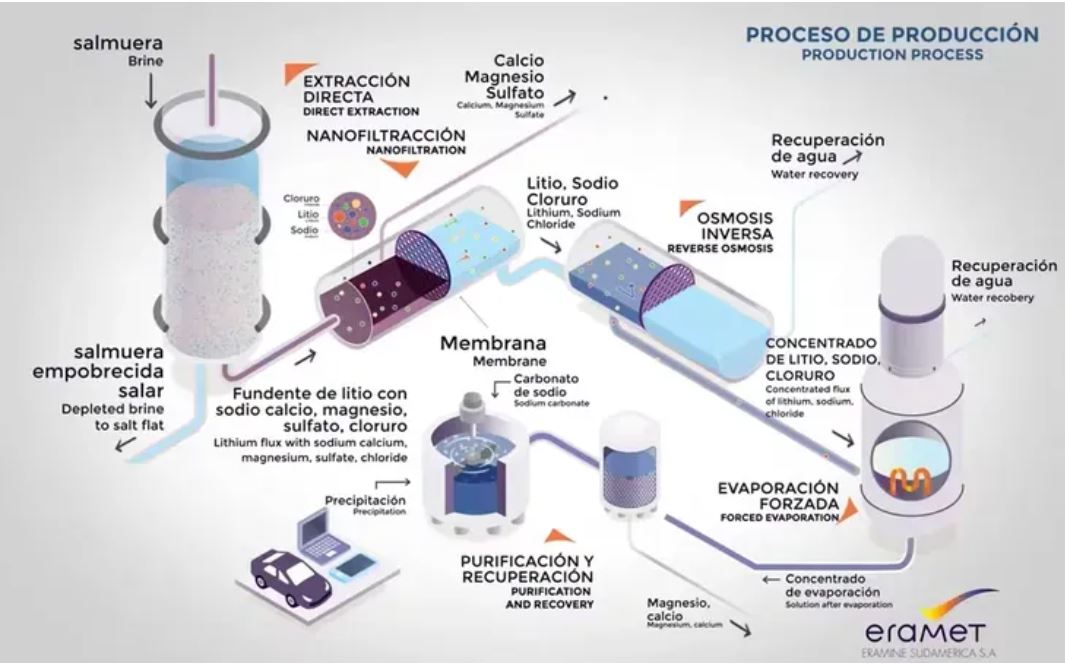 PROCESO DE PRODUCCIÓN
PRODUCTION PROCESS
salmuera
Brine
EXTRACCIÓN
DIRECTA
DIRECT EXTRACTION
NANOFILTRACCIÓN
NANOFILTRATION
Calcio
Magnesio
Sulfato
Calcium, Magnesium
Sulfate
Cloruro
Litio
Sodio
Litio, Sodio
Cloruro
Lithium, Sodium
Chloride
OSMOSIS
INVERSA
REVERSE OSMOSIS
Recuperación
de agua
Water recovery
Recuperación
de agua
Water recobery
salmuera
empobrecida
salar
Depleted brine
to salt flat
Fundente de litio con
sodio calcio, magnesio,
sulfato, cloruro
Lithium flux with sodium calcium,
magnesium, sulfate, chloride
Membrana
Membrane
CONCENTRADO
DE LITIO, SODIO,
CLORURO
Concentrated flux
of lithium, sodium,
chloride
EVAPORACIÓN
FORZADA
FORCED EVAPORATION
Concentrado
de evaporación
Solution after evaporation
Carbonato
de sodio
Sodium carbonate
Precipitación
Precipitation
PURIFICACIÓN Y
RECUPERACIÓN
PURIFICATION
AND RECOVERY
Magnesio,
calcio
Magnesium, calcium
eramet
ERAMINE SUDAMERICA S.A